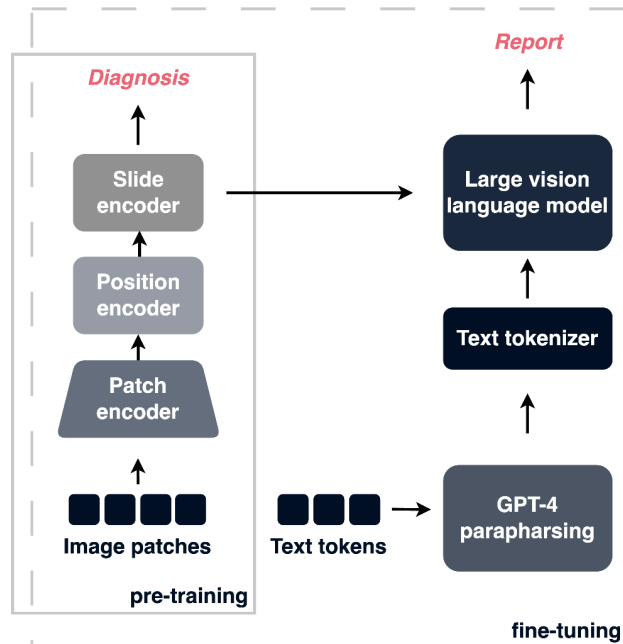 Report
Diagnosis
Slide
encoder
Large vision
language model
Position
encoder
Text tokenizer
Patch
encoder
GPT-4
parapharsing
Image patches
Text tokens
pre-training
fine-tuning